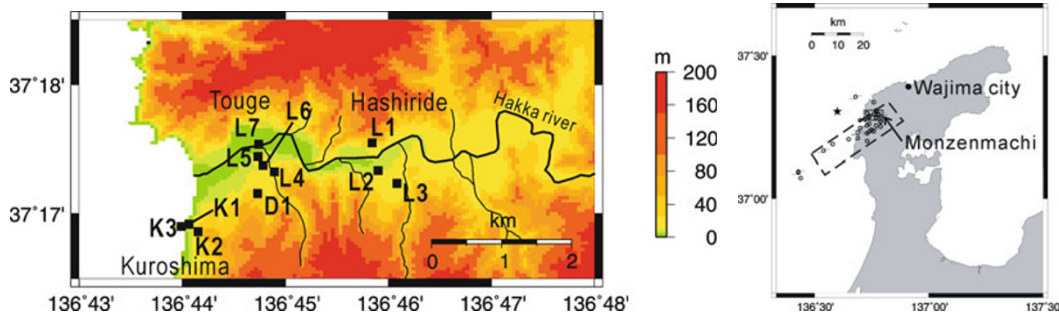 37°18'
37°17'
136°43' 136°44' 136°45' 136°46' 136°47' 136°48'
Touge
L6
Hashiride
L7
L1
Hakka river
L5
L4
L2
L3
D1
K1
K3
K2
Kuroshima
km
0 1 2
m
200
160
120
80
40
0
km
0 10 20
37°30'
37°00'
Wajima city
Monzenmachi
136°30' 137°00' 137°30'